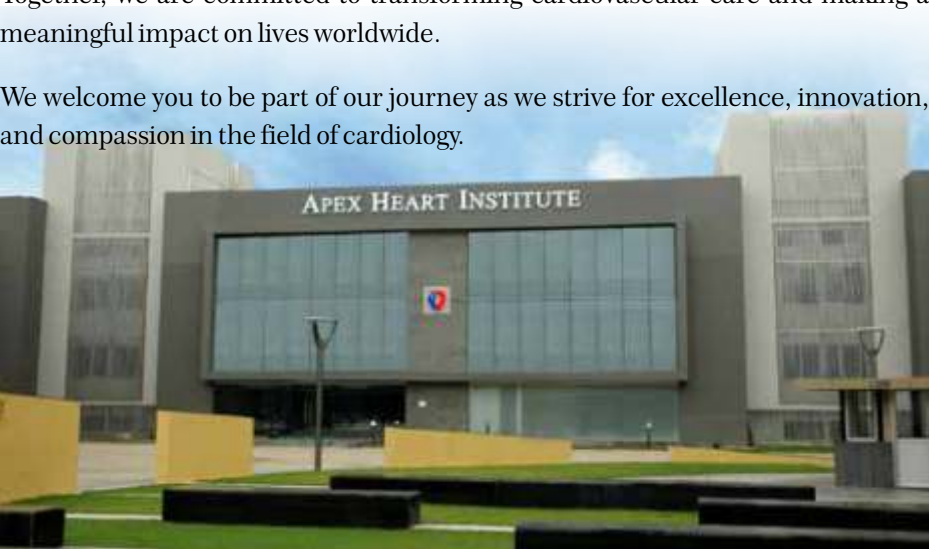 Together, we are committed to transforming cardiovascular care and making a
meaningful impact on lives worldwide.
We welcome you to be part of our journey as we strive for excellence, innovation,
and compassion in the field of cardiology.
APEX HEART INSTITUTE